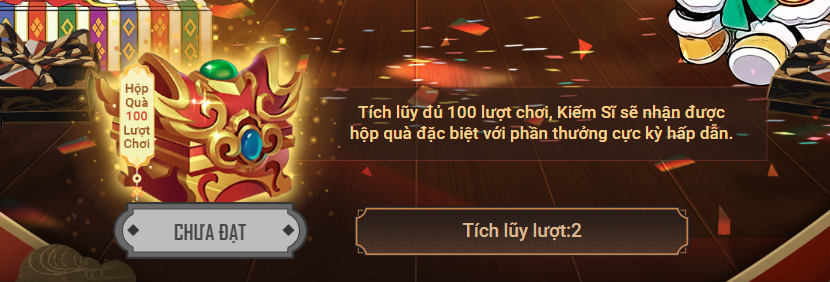 Hộp
Quà
100
Lượt
Chơi
Tích lũy đủ 100 lượt chơi, Kiếm Sĩ sẽ nhận được
hộp quà đặc biệt với phần thưởng cực kỳ hấp dẫn.
CHƯA ĐẠT
Tích lũy lượt:2